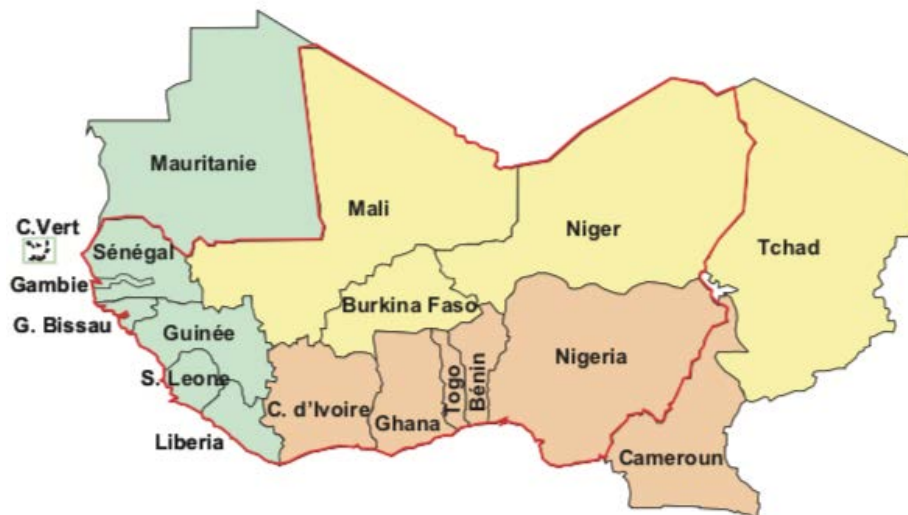 Mauritanie
Mali
Niger
Tchad
C.Vert
Sénégal
Gambie
G. Bissau
Guinée
Burkina Faso
S. Leone
Liberia
C. d'Ivoire
Ghana
Togo
Bénin
Nigeria
Cameroun